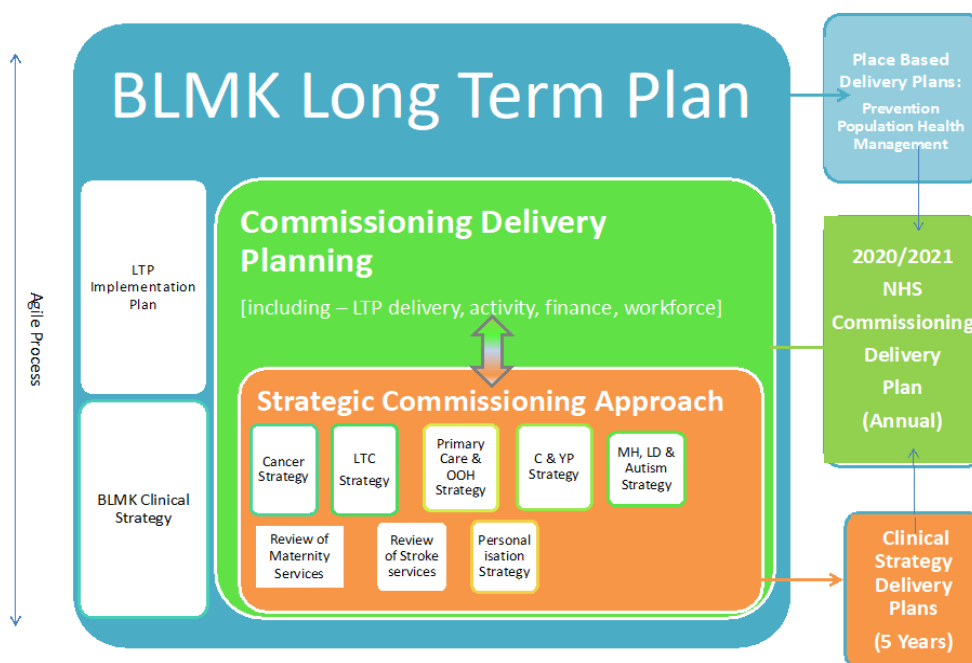 BLMK Long Term Plan
Agile Process
LTP
Implementation
Plan
BLMK Clinical
Strategy
Commissioning Delivery
Planning
[including – LTP delivery, activity, finance, workforce]
Strategic Commissioning Approach
Cancer
Strategy
LTC
Strategy
Primary
Care &
OOH
Strategy
C & YP
Strategy
MH, LD &
Autism
Strategy
Review of
Maternity
Services
Review
of Stroke
services
Personal
isation
Strategy
Place Based
Delivery Plans:
Prevention
Population Health
Management
2020/2021
NHS
Commissioning
Delivery
Plan
(Annual)
Clinical
Strategy
Delivery
Plans
(5 Years)